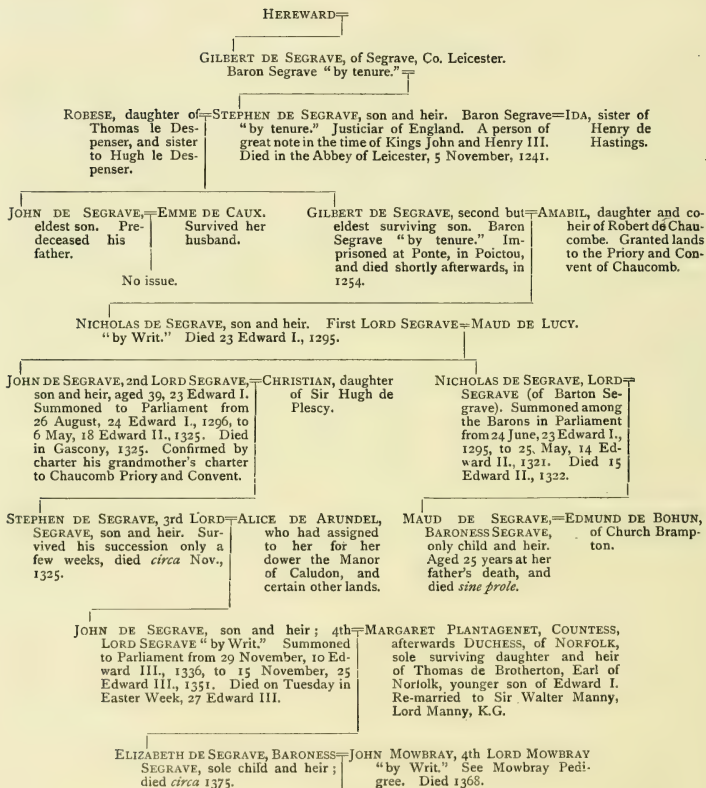 HEREWARD
GILBERT DE SEGRAVE, of Segrave, Co. Leicester.
Baron Segrave "by tenure."
ROBESE, daughter of
Thomas le Des-
penser, and sister
to Hugh le Des-
penser.
STEPHEN DE SEGRAVE, son and heir. Baron Segrave
"by tenure." Justiciar of England. A person of
great note in the time of Kings John and Henry III.
Died in the Abbey of Leicester, 5 November, 1241.
IDA, sister of
Henry de
Hastings.
JOHN DE SEGRAVE,
eldest son. Pre-
deceased his
father.
EMME DE CAUX.
Survived her
husband.
No issue.
GILBERT DE SEGRAVE, second but
eldest surviving son. Baron
Segrave "by tenure." Im-
prisoned at Ponte, in Poictou,
and died shortly afterwards, in
1254.
AMABIL, daughter and co-
heir of Robert de Chau-
combe. Granted lands
to the Priory and Con-
vent of Chaucomb.
NICHOLAS DE SEGRAVE, son and heir. First LORD SEGRAVE
"by Writ." Died 23 Edward I., 1295.
MAUD DE LUCY.
JOHN DE SEGRAVE, 2nd LORD SEGRAVE,
son and heir, aged 39, 23 Edward I.
Summoned to Parliament from
26 August, 24 Edward I., 1296, to
6 May, 18 Edward II., 1325. Died
in Gascony, 1325. Confirmed by
charter his grandmother's charter
to Chaucomb Priory and Convent.
CHRISTIAN, daughter
of Sir Hugh de
Plescy.
NICHOLAS DE SEGRAVE, LORD
SEGRAVE (of Barton Se-
grave). Summoned among
the Barons in Parliament
from 24 June, 23 Edward I.,
1295, to 25 May, 14 Ed-
ward II., 1321. Died 15
Edward II., 1322.
STEPHEN DE SEGRAVE, 3rd LORD
SEGRAVE, son and heir. Sur-
vived his succession only a
few weeks, died circa Nov.,
1325.
ALICE DE ARUNDEL,
who had assigned
to her for her
dower the Manor
of Caludon, and
certain other lands.
MAUD DE SEGRAVE,
BARONESS SEGRAVE,
only child and heir.
Aged 25 years at her
father's death, and
died sine prole.
EDMUND DE BOHUN,
of Church Bramp-
ton.
JOHN DE SEGRAVE, son and heir; 4th
LORD SEGRAVE "by Writ." Summoned
to Parliament from 29 November, 10 Ed-
ward III., 1336, to 15 November, 25
Edward III., 1351. Died on Tuesday in
Easter Week, 27 Edward III.
MARGARET PLANTAGENET, COUNTESS,
afterwards DUCHESS, of NORFOLK,
sole surviving daughter and heir
of Thomas de Brotherton, Earl of
Norfolk, younger son of Edward I.
Re-married to Sir Walter Manny,
Lord Manny, K.G.
ELIZABETH DE SEGRAVE, BARONESS
SEGRAVE, sole child and heir;
died circa 1375.
JOHN MOWBRAY, 4th LORD MOWBRAY
"by Writ." See Mowbray Pedi-
gree. Died 1368.